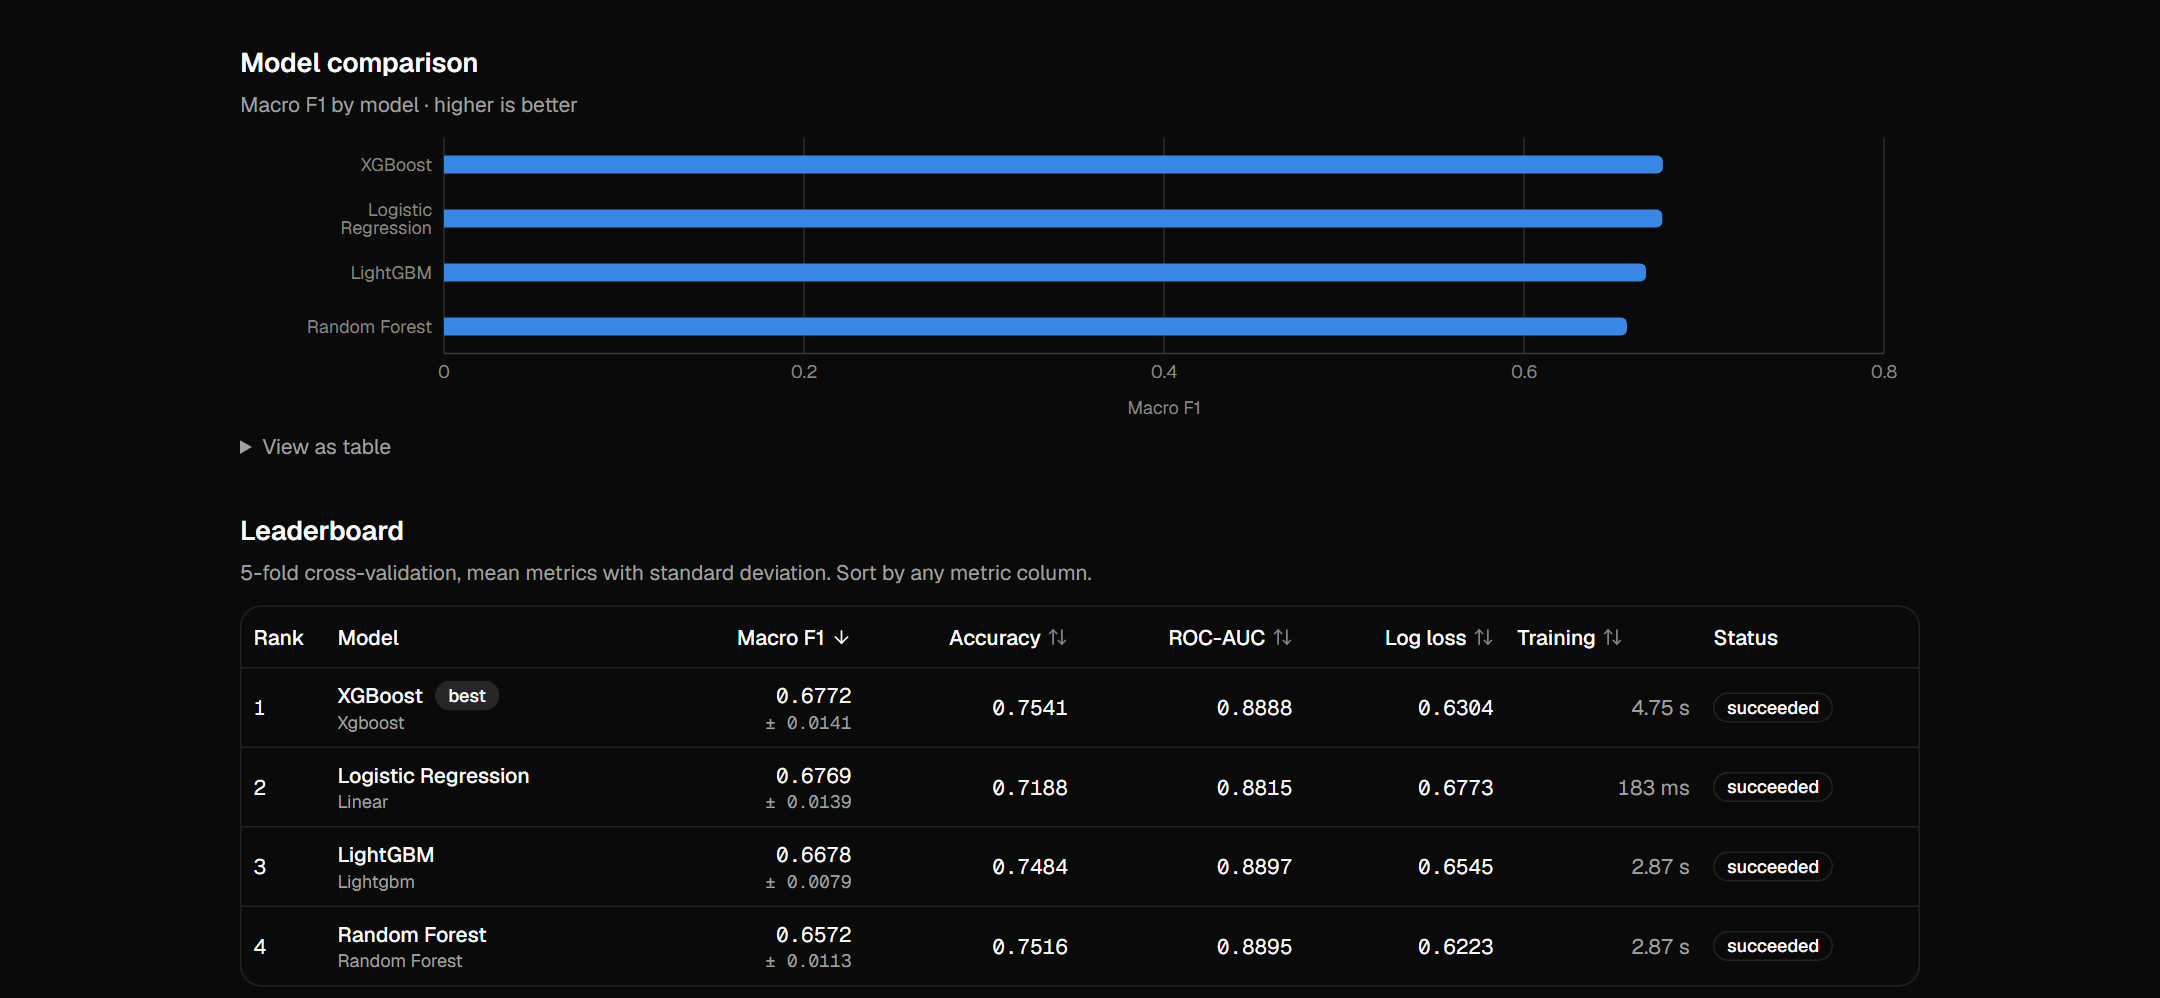 Model comparison
Macro F1 by model · higher is better
XGBoost
Logistic
Regression
LightGBM
Random Forest
0 0.2 0.4 0.6 0.8
Macro F1
View as table
Leaderboard
5-fold cross-validation, mean metrics with standard deviation. Sort by any metric column.
Rank Model Macro F1 ↓ Accuracy ↑↓ ROC-AUC ↑↓ Log loss ↑↓ Training ↑↓ Status
1 XGBoost best 0.6772 0.7541 0.8888 0.6304 4.75 s succeeded
Xgboost ± 0.0141
2 Logistic Regression 0.6769 0.7188 0.8815 0.6773 183 ms succeeded
Linear ± 0.0139
3 LightGBM 0.6678 0.7484 0.8897 0.6545 2.87 s succeeded
Lightgbm ± 0.0079
4 Random Forest 0.6572 0.7516 0.8895 0.6223 2.87 s succeeded
Random Forest ± 0.0113